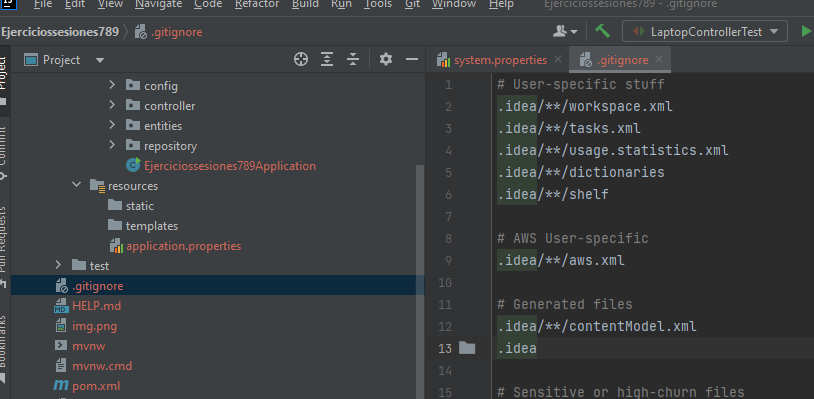 File Edit View Navigate Code Refactor Build Run Tools Git Window Help Ejerciciossesiones789 - .gitignore
Ejerciciossesiones789 .gitignore LaptopControllerTest
Project
Commit
Pull Requests
Bookmarks
Project
config
controller
entities
repository
Ejerciciossesiones789Application
resources
static
templates
application.properties
test
.gitignore
HELP.md
img.png
mvnw
mvnw.cmd
pom.xml
system.properties .gitignore
1 # User-specific stuff
2 .idea/**/workspace.xml
3 .idea/**/tasks.xml
4 .idea/**/usage.statistics.xml
5 .idea/**/dictionaries
6 .idea/**/shelf
7
8 # AWS User-specific
9 .idea/**/aws.xml
10
11 # Generated files
12 .idea/**/contentModel.xml
13 .idea
14
15 # Sensitive or high-churn files